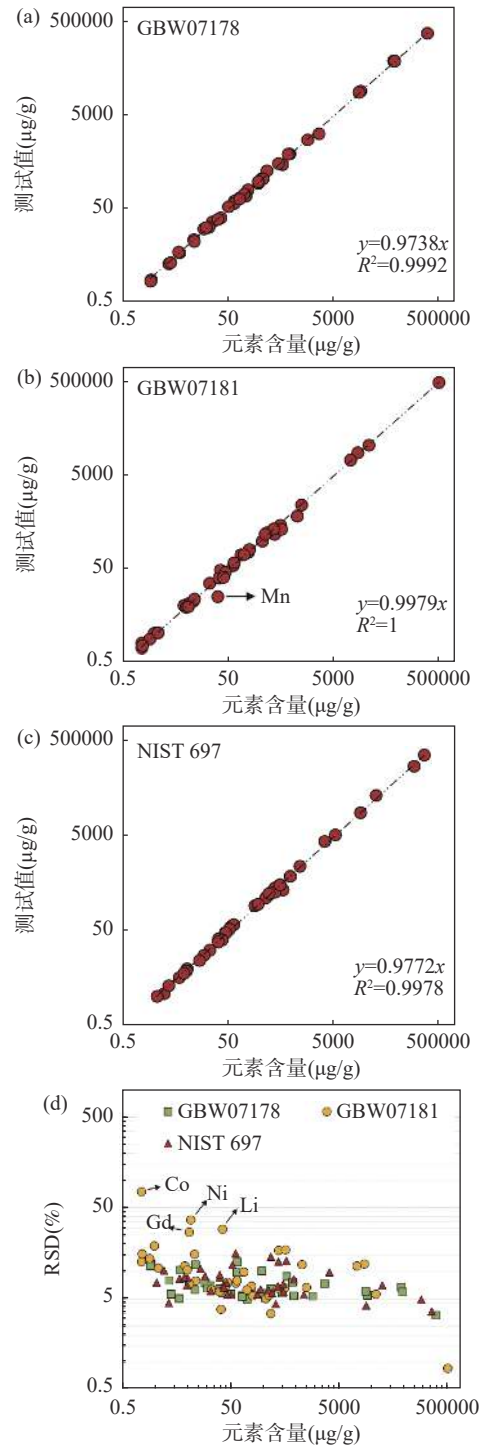 (a)
GBW07178
500000
5000
50
0.5
测试值(μg/g)
y=0.9738x
R²=0.9992
0.5
50
5000
500000
元素含量(μg/g)
(b)
GBW07181
500000
5000
50
0.5
测试值(μg/g)
Mn
y=0.9979x
R²=1
0.5
50
5000
500000
元素含量(μg/g)
(c)
NIST 697
500000
5000
50
0.5
测试值(μg/g)
y=0.9772x
R²=0.9978
0.5
50
5000
500000
元素含量(μg/g)
(d)
GBW07178
GBW07181
NIST 697
500
50
5
0.5
RSD(%)
Co
Ni
Li
Gd
0.5
50
5000
500000
元素含量(μg/g)